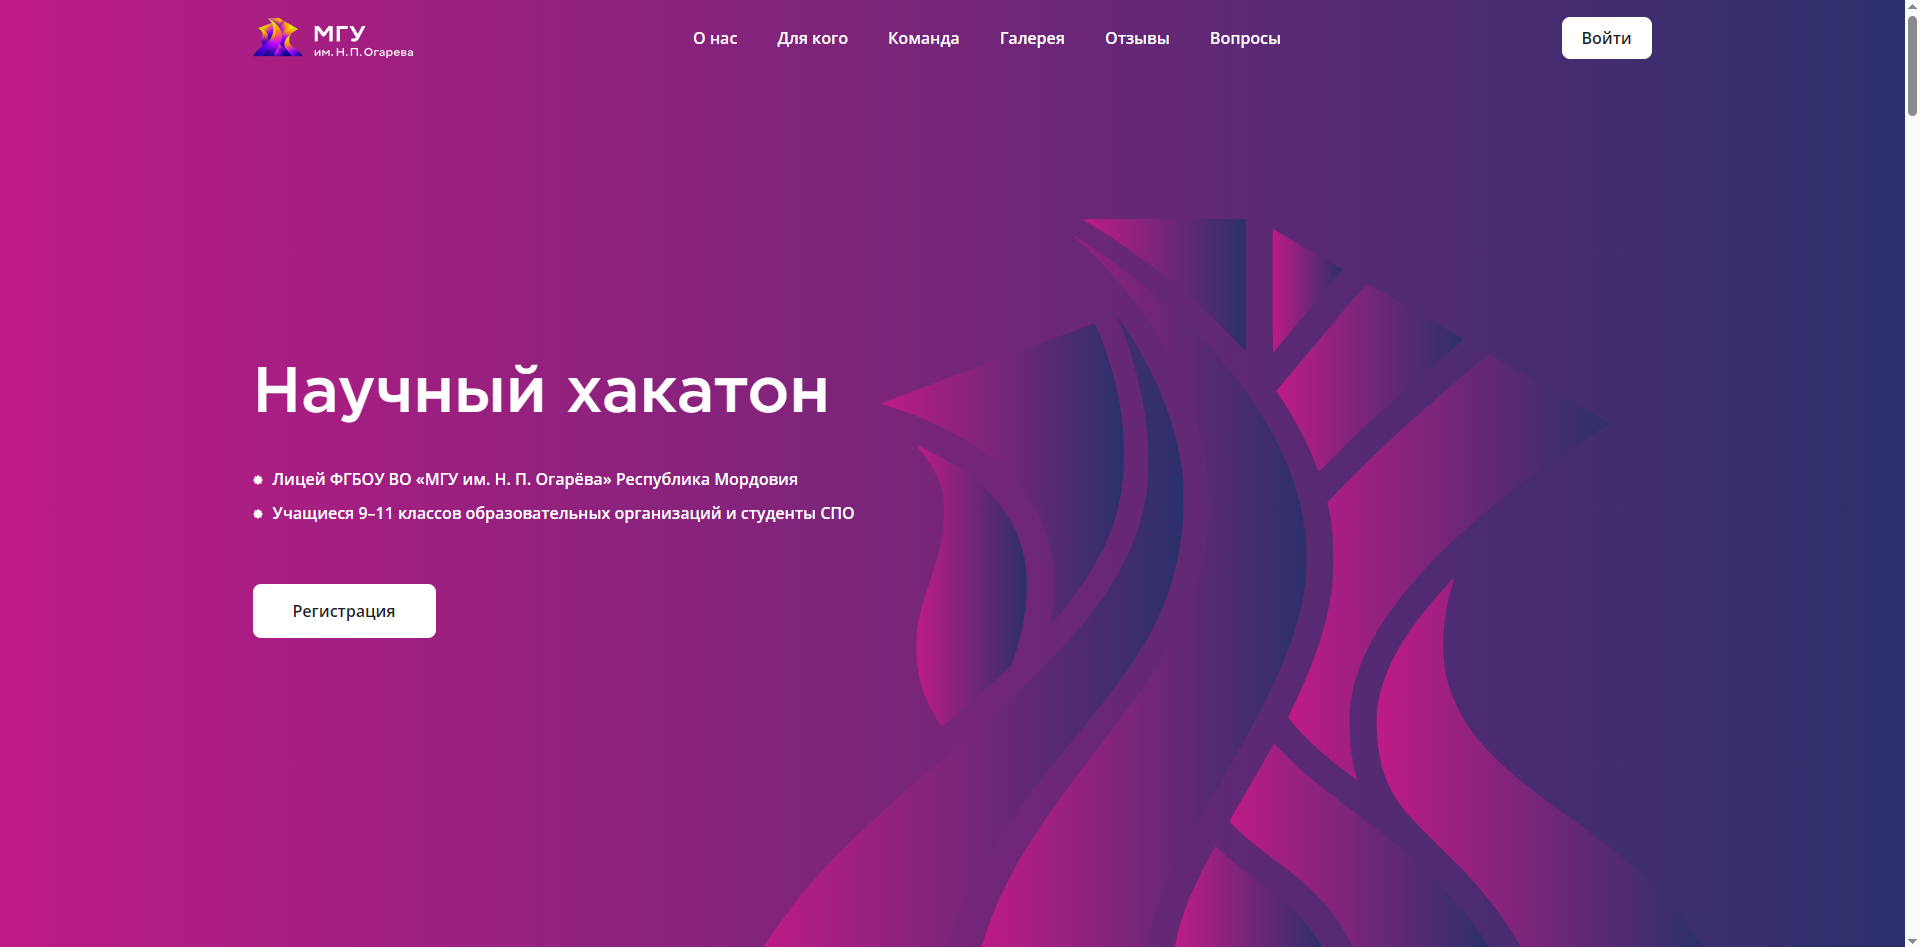 МГУ
им. Н. П. Огарева
О нас
Для кого
Команда
Галерея
Отзывы
Вопросы
Войти
Научный хакатон
Лицей ФГБОУ ВО «МГУ им. Н. П. Огарёва» Республика Мордовия
Учащиеся 9–11 классов образовательных организаций и студенты СПО
Регистрация